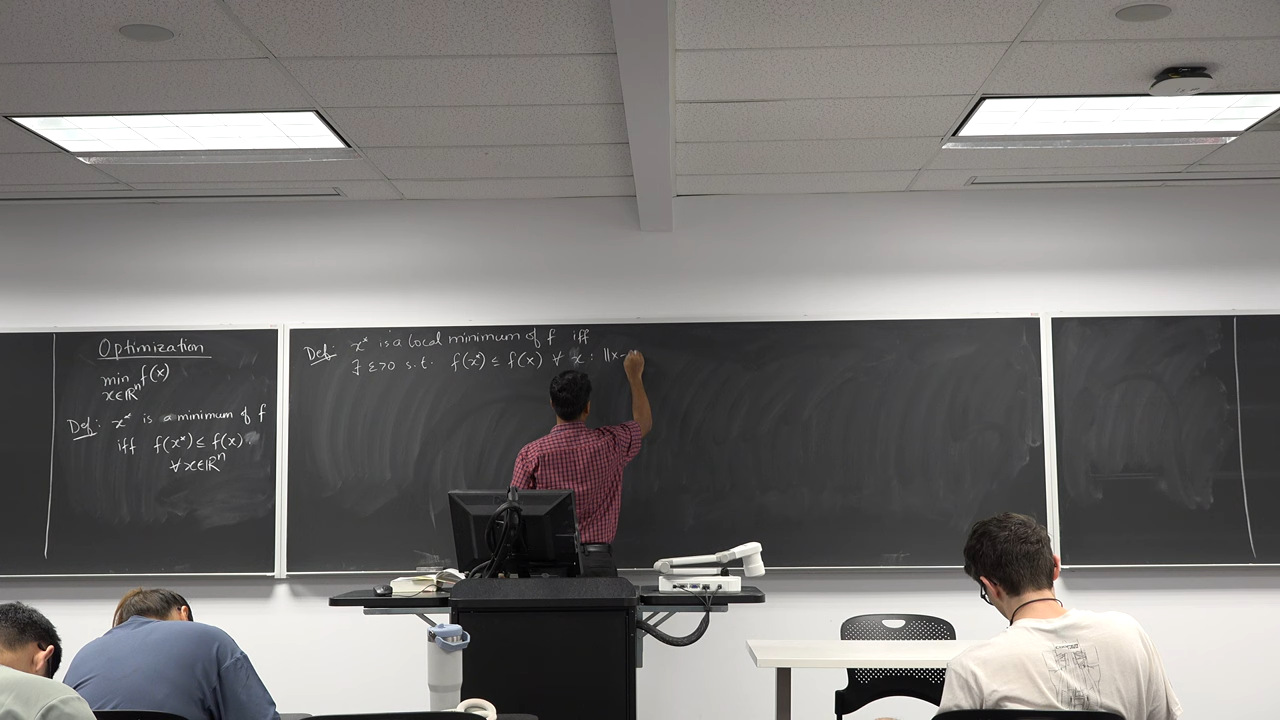 Optimization
min f(x)
x∈ℝⁿ
Def: x* is a minimum of f
iff f(x*) ≤ f(x)
∀ x∈ℝⁿ
Def: x* is a local minimum of f iff
∃ ε>0 s.t. f(x*) ≤ f(x) ∀ x : ||x-